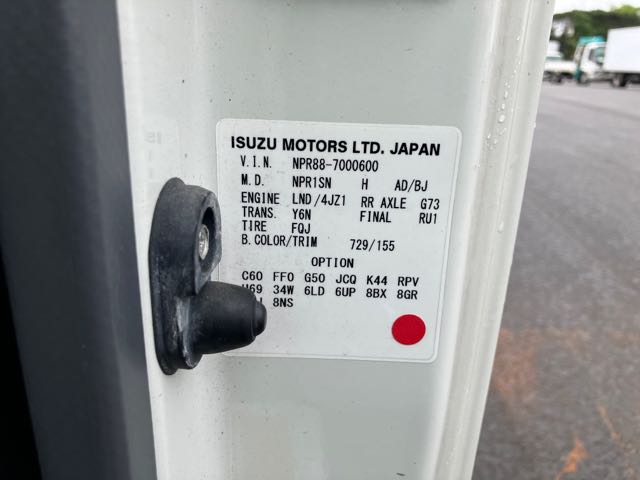 ISUZU MOTORS LTD. JAPAN
V.I.N. NPR88-7000600
M.D. NPR1SN H AD/BJ
ENGINE LND/4JZ1 RR AXLE G73
TRANS. Y6N FINAL RU1
TIRE FQJ
B.COLOR/TRIM 729/155
OPTION
C60 FF0 G50 JCQ K44 RPV
34W 6LD 6UP 8BX 8GR
8NS